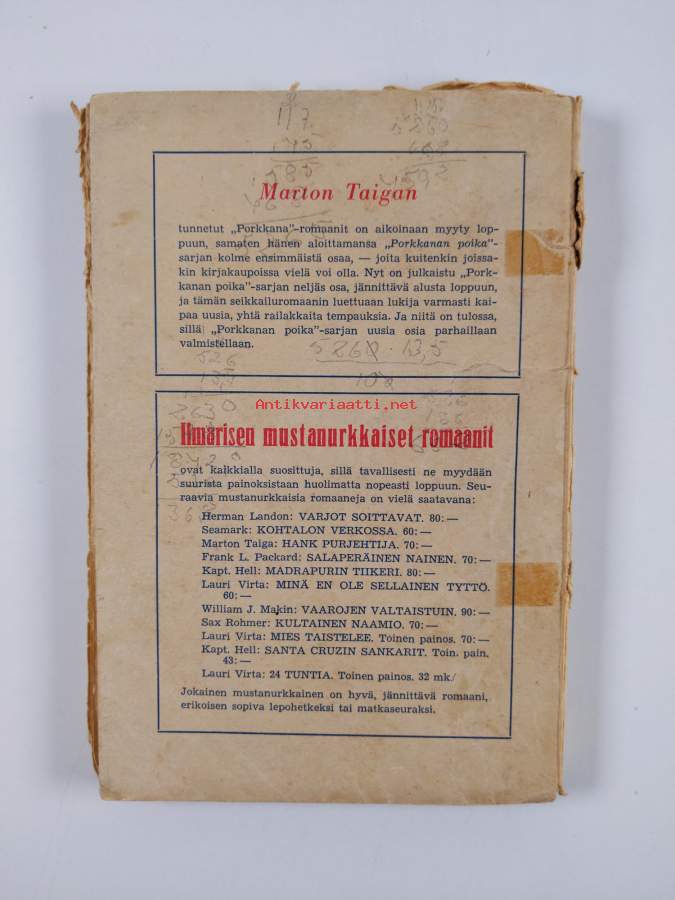 Marton Taigan
tunnetut „Porkkana”-romaanit on aikoinaan myyty lop-
puun, samaten hänen aloittamansa „Porkkanan poika”-
sarjan kolme ensimmäistä osaa, — joita kuitenkin joissa-
kin kirjakaupoissa vielä voi olla. Nyt on julkaistu „Pork-
kanan poika”-sarjan neljäs osa, jännittävä alusta loppuun,
ja tämän seikkailuromaanin luettuaan lukija varmasti kai-
paa uusia, yhtä railakkaita tempauksia. Ja niitä on tulossa,
sillä „Porkkanan poika”-sarjan uusia osia parhaillaan
valmistellaan.
5260 · 13,5
526
2630
Antikvariaatti.net
Ilmarisen mustanurkkaiset romaanit
ovat kaikkialla suosittuja, sillä tavallisesti ne myydään
suurista painoksistaan huolimatta nopeasti loppuun. Seu-
raavia mustanurkkaisia romaaneja on vielä saatavana:
Herman Landon: VARJOT SOITTAVAT. 80: —
Seamark: KOHTALON VERKOSSA. 60: —
Marton Taiga: HANK PURJEHTIJA. 70: —
Frank L. Packard: SALAPERÄINEN NAINEN. 70: —
Kapt. Hell: MADRAPURIN TIIKERI. 80: —
Lauri Virta: MINÄ EN OLE SELLAINEN TYTTÖ.
60: —
William J. Makin: VAAROJEN VALTAISTUIN. 90: —
Sax Rohmer: KULTAINEN NAAMIO. 70: —
Lauri Virta: MIES TAISTELEE. Toinen painos. 70: —
Kapt. Hell: SANTA CRUZIN SANKARIT. Toin. pain.
43: —
Lauri Virta: 24 TUNTIA. Toinen painos. 32 mk./
Jokainen mustanurkkainen on hyvä, jännittävä romaani,
erikoisen sopiva lepohetkeksi tai matkaseuraksi.